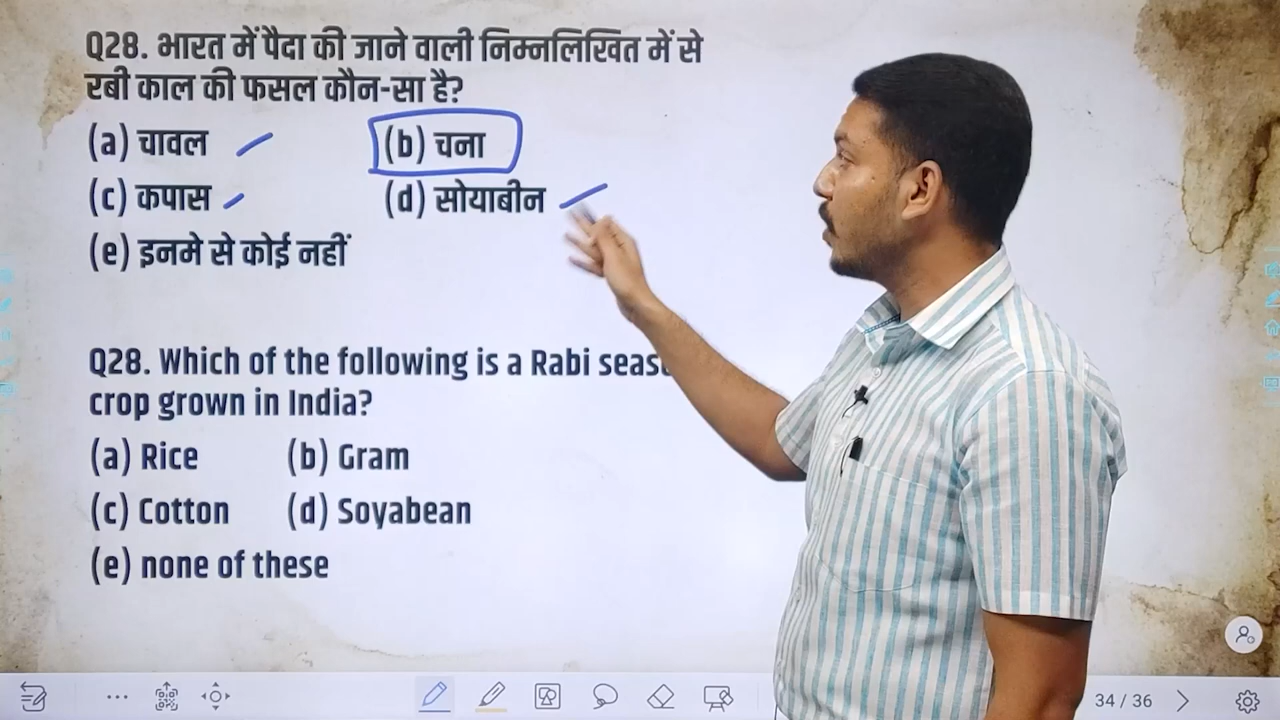 Q28. भारत में पैदा की जाने वाली निम्नलिखित में से
रबी काल की फसल कौन-सा है?
(a) चावल (b) चना
(c) कपास (d) सोयाबीन
(e) इनमे से कोई नहीं
Q28. Which of the following is a Rabi
crop grown in India?
(a) Rice (b) Gram
(c) Cotton (d) Soyabean
(e) none of these
34 / 36